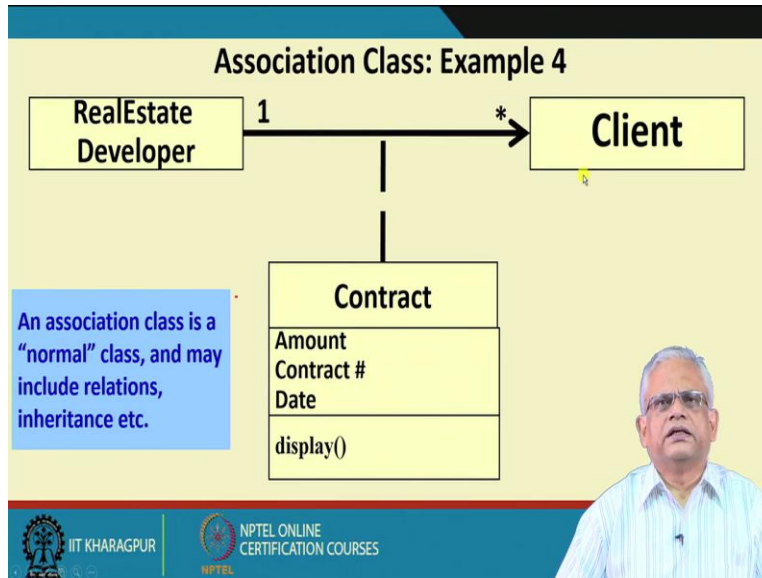 Association Class: Example 4
RealEstate
Developer
1
*
Client
Contract
Amount
Contract #
Date
display()
An association class is a
“normal” class, and may
include relations,
inheritance etc.
IIT KHARAGPUR
NPTEL
NPTEL ONLINE
CERTIFICATION COURSES